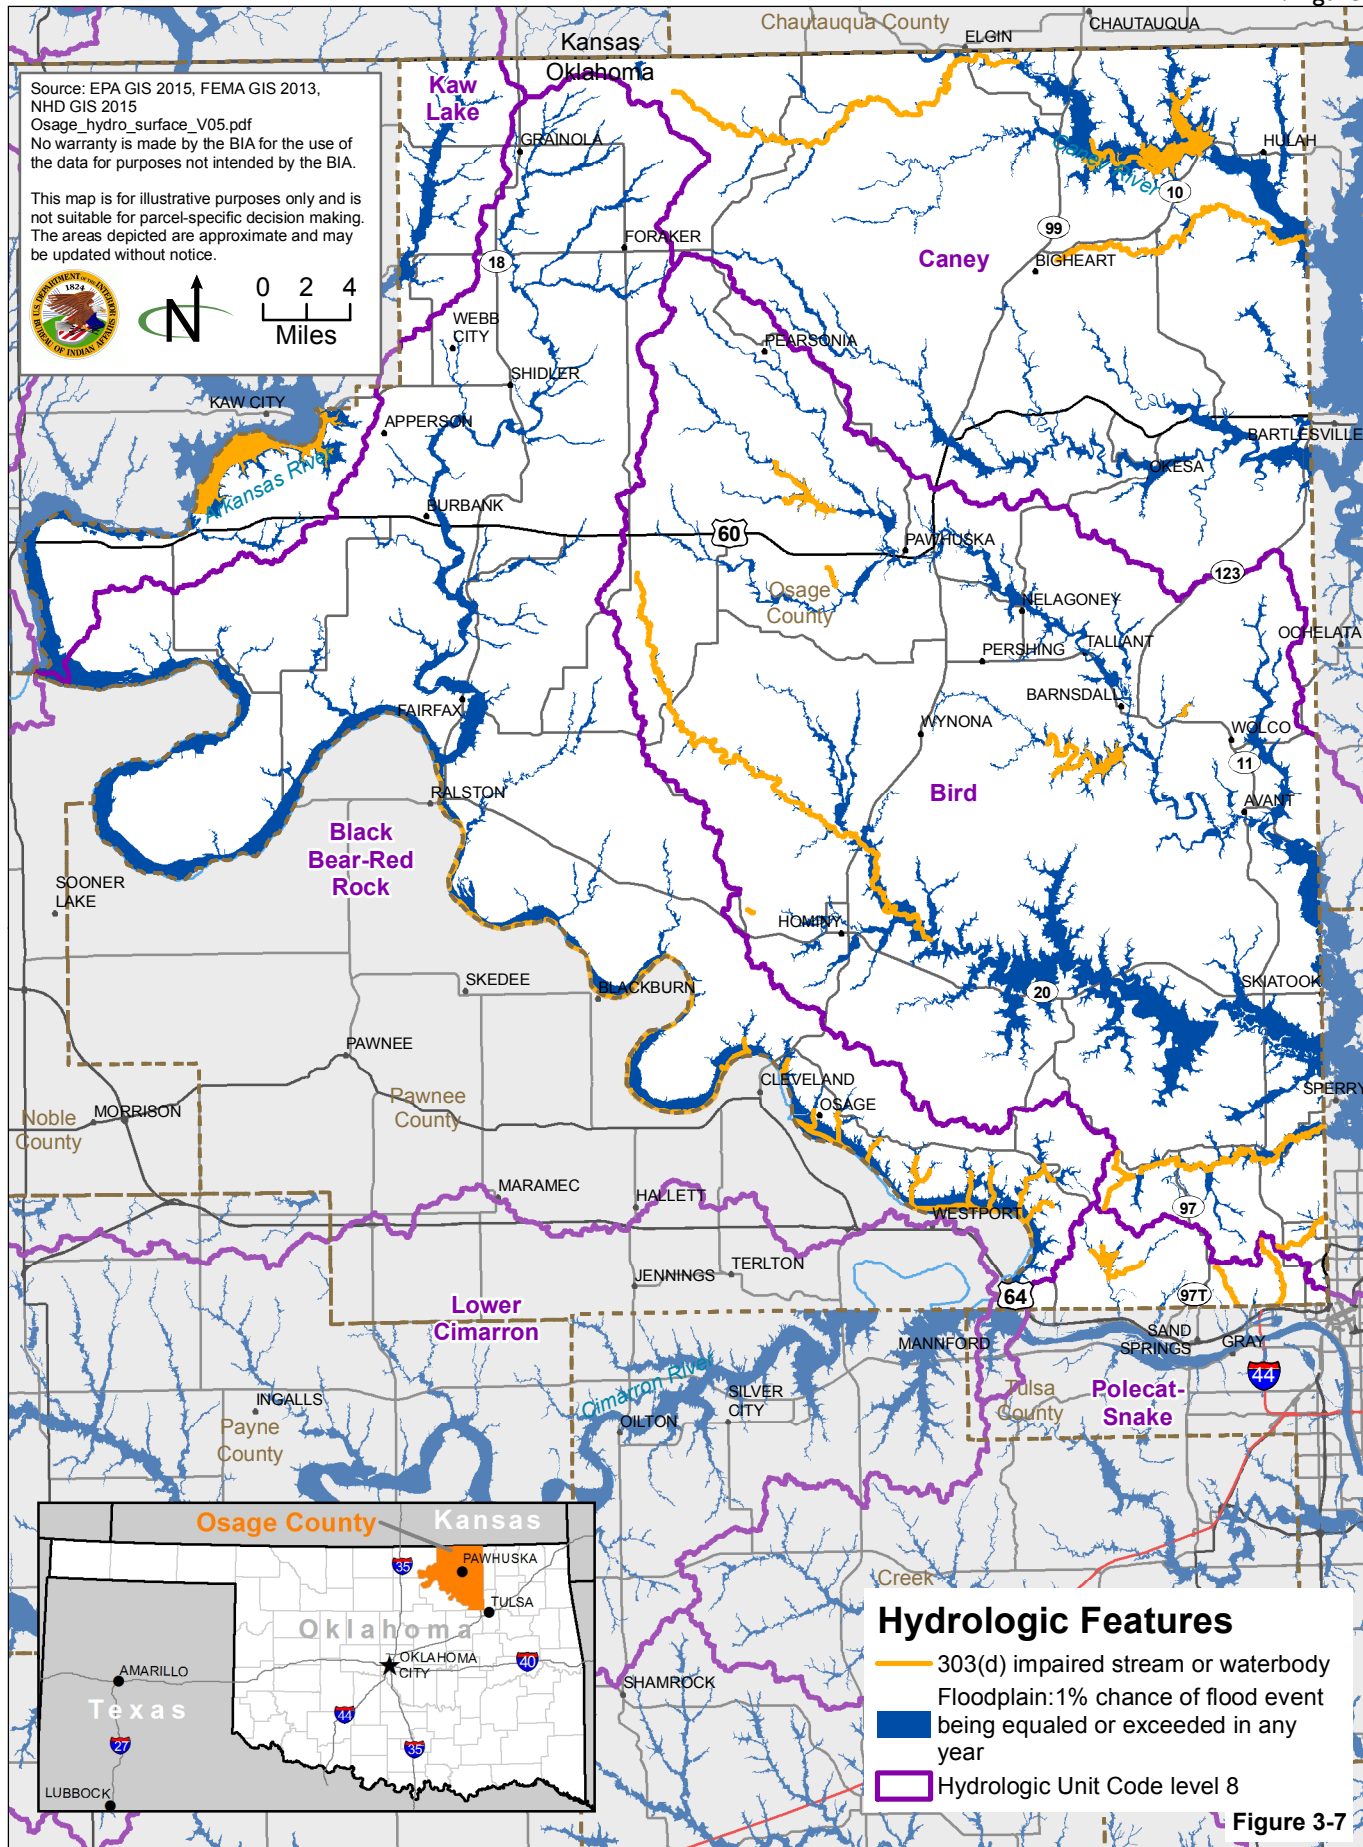 Chautauqua County
CHAUTAUQUA
ELGIN
Kansas
Oklahoma
Source: EPA GIS 2015, FEMA GIS 2013,
NHD GIS 2015
Osage_hydro_surface_V05.pdf
No warranty is made by the BIA for the use of
the data for purposes not intended by the BIA.
This map is for illustrative purposes only and is
not suitable for parcel-specific decision making.
The areas depicted are approximate and may
be updated without notice.
U.S. DEPARTMENT OF THE INTERIOR
1824
BUREAU OF INDIAN AFFAIRS
N
0 2 4
Miles
Kaw
Lake
GRAINOLA
HULAH
Caney River
10
99
FORAKER
18
Caney
BIGHEART
WEBB
CITY
PEARSONIA
SHIDLER
KAW CITY
APPERSON
BARTLESVILLE
OKESA
Arkansas River
BURBANK
60
PAWHUSKA
123
Osage
County
NELAGONEY
OCHELATA
PERSHING
TALLANT
BARNSDALL
FAIRFAX
WYNONA
WOLCO
11
RALSTON
Bird
AVANT
Black
Bear-Red
Rock
SOONER
LAKE
HOMINY
SKEDEE
BLACKBURN
20
SKIATOOK
PAWNEE
CLEVELAND
SPERRY
Pawnee
County
OSAGE
Noble
County
MORRISON
MARAMEC
HALLETT
WESTPORT
97
TERLTON
JENNINGS
64
97T
Lower
Cimarron
MANNFORD
SAND
SPRINGS
GRAY
44
Cimarron River
SILVER
CITY
Tulsa
County
Polecat-
Snake
INGALLS
OILTON
Payne
County
Creek
SHAMROCK
Osage County
Kansas
35
PAWHUSKA
TULSA
Oklahoma
OKLAHOMA
CITY
40
AMARILLO
Texas
44
27
35
LUBBOCK
Hydrologic Features
303(d) impaired stream or waterbody
Floodplain:1% chance of flood event
being equaled or exceeded in any
year
Hydrologic Unit Code level 8
Figure 3-7